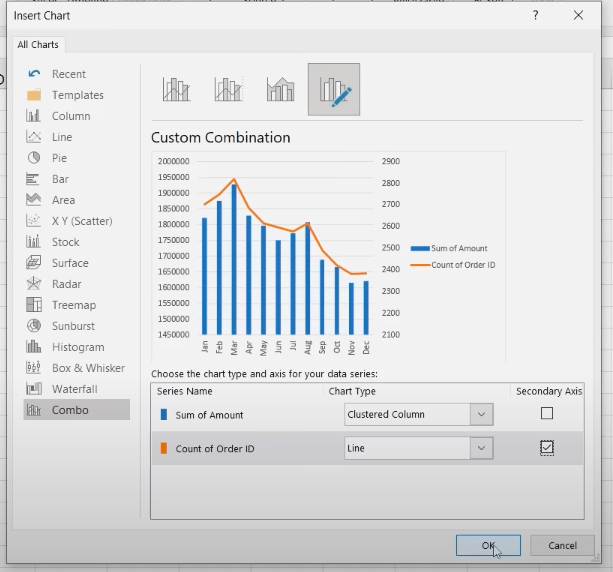 Insert Chart
?
All Charts
Recent
Templates
Column
Line
Pie
Bar
Area
X Y (Scatter)
Stock
Surface
Radar
Treemap
Sunburst
Histogram
Box & Whisker
Waterfall
Combo
Custom Combination
2000000
1950000
1900000
1850000
1800000
1750000
1700000
1650000
1600000
1550000
1500000
1450000
2900
2800
2700
2600
2500
2400
2300
2200
2100
Jan Feb Mar Apr May Jun Jul Aug Sep Oct Nov Dec
Sum of Amount
Count of Order ID
Choose the chart type and axis for your data series:
Series Name Chart Type Secondary Axis
Sum of Amount Clustered Column
Count of Order ID Line
OK Cancel